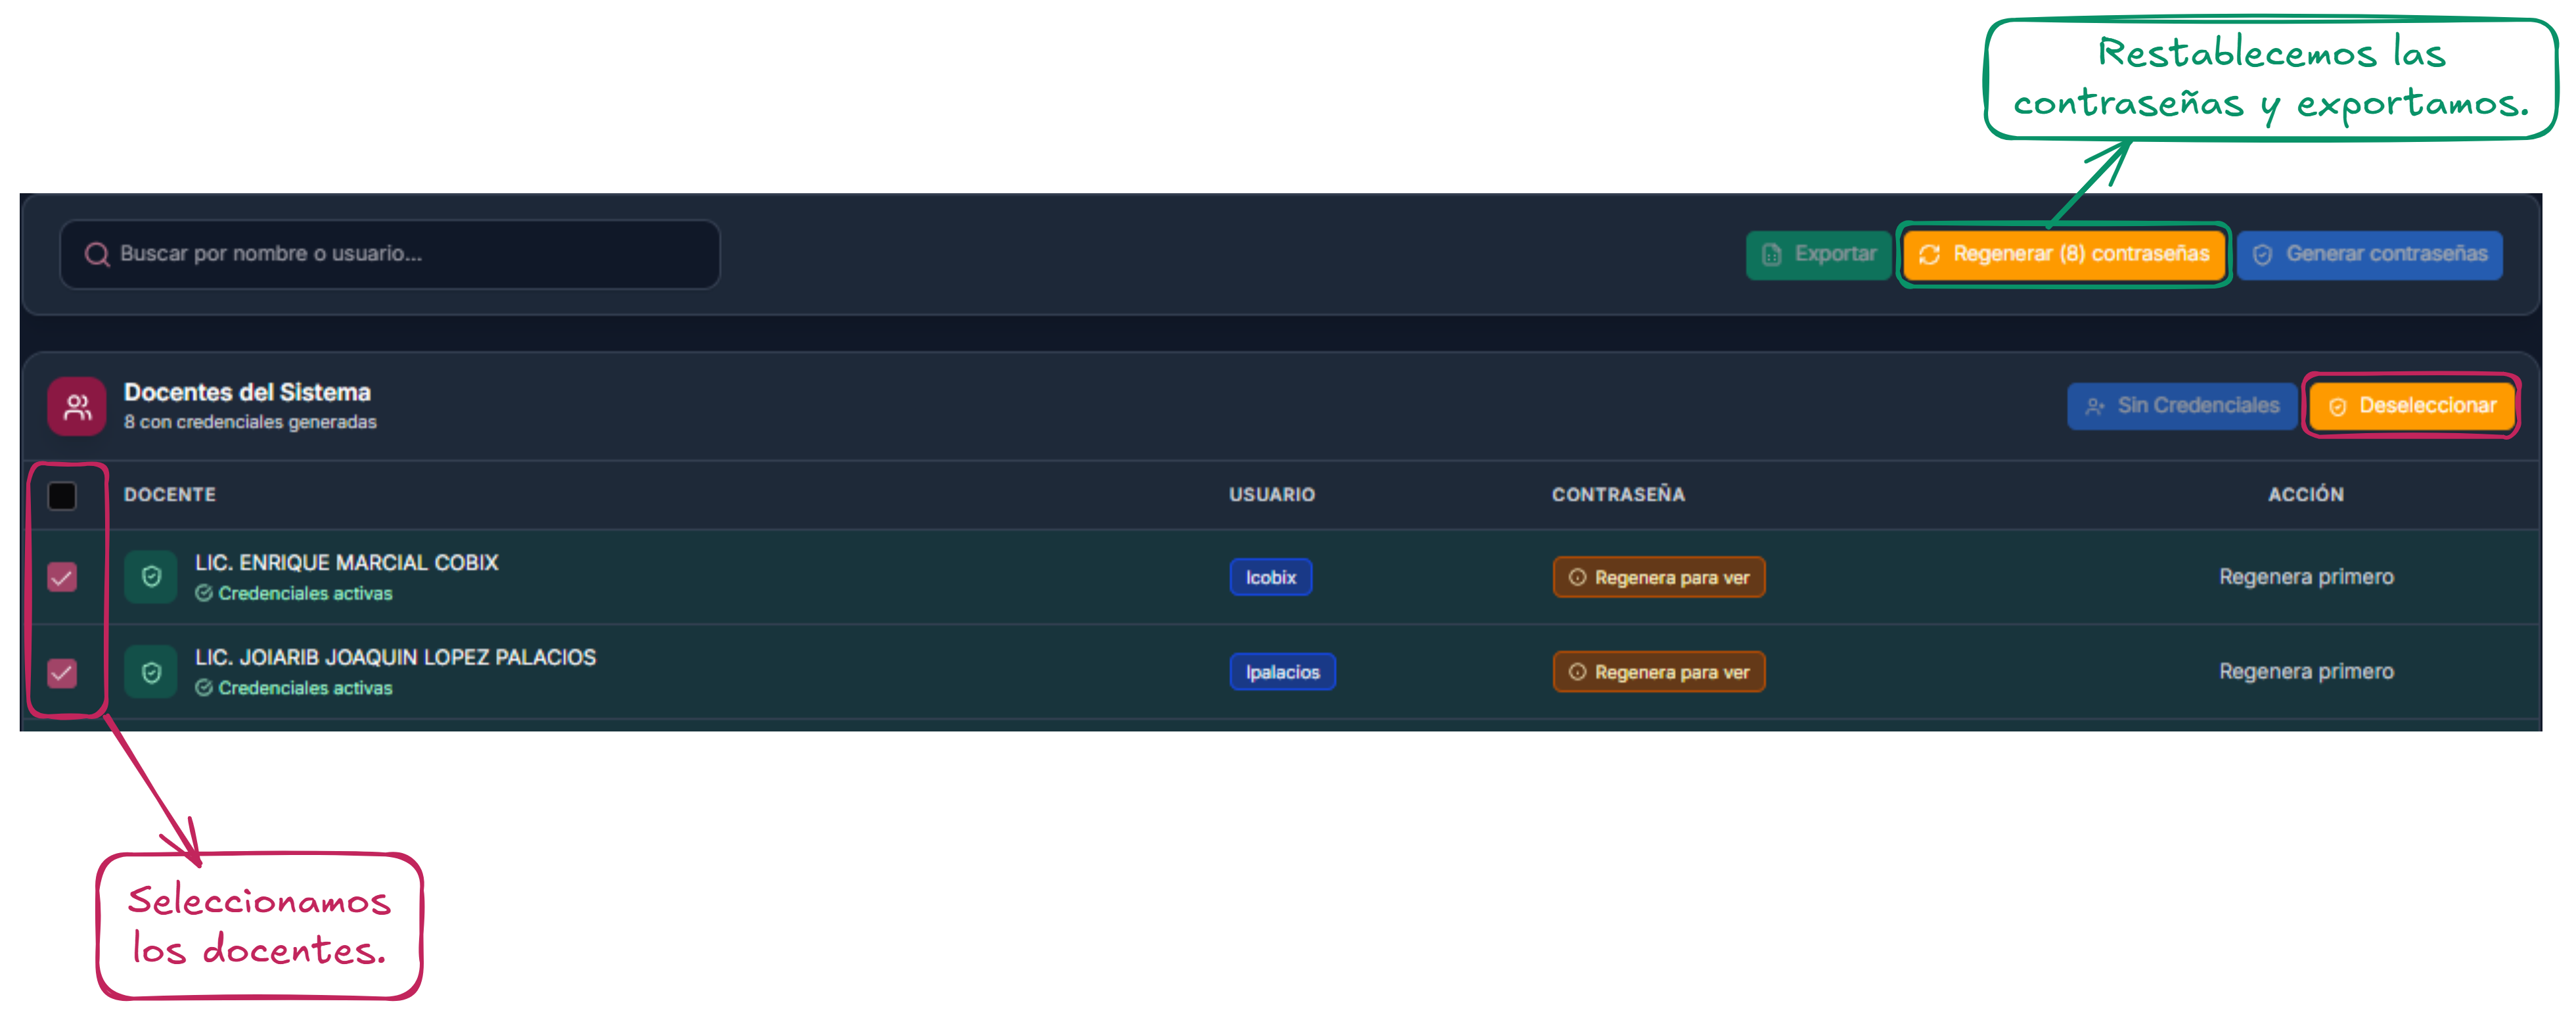 Restablecemos las
contraseñas y exportamos.
Buscar por nombre o usuario...
Exportar
Regenerar (8) contraseñas
Generar contraseñas
Docentes del Sistema
8 con credenciales generadas
Sin Credenciales
Deseleccionar
DOCENTE
USUARIO
CONTRASEÑA
ACCIÓN
LIC. ENRIQUE MARCIAL COBIX
Credenciales activas
lcobix
Regenera para ver
Regenera primero
LIC. JOIARIB JOAQUIN LOPEZ PALACIOS
Credenciales activas
lpalacios
Regenera para ver
Regenera primero
Seleccionamos
los docentes.